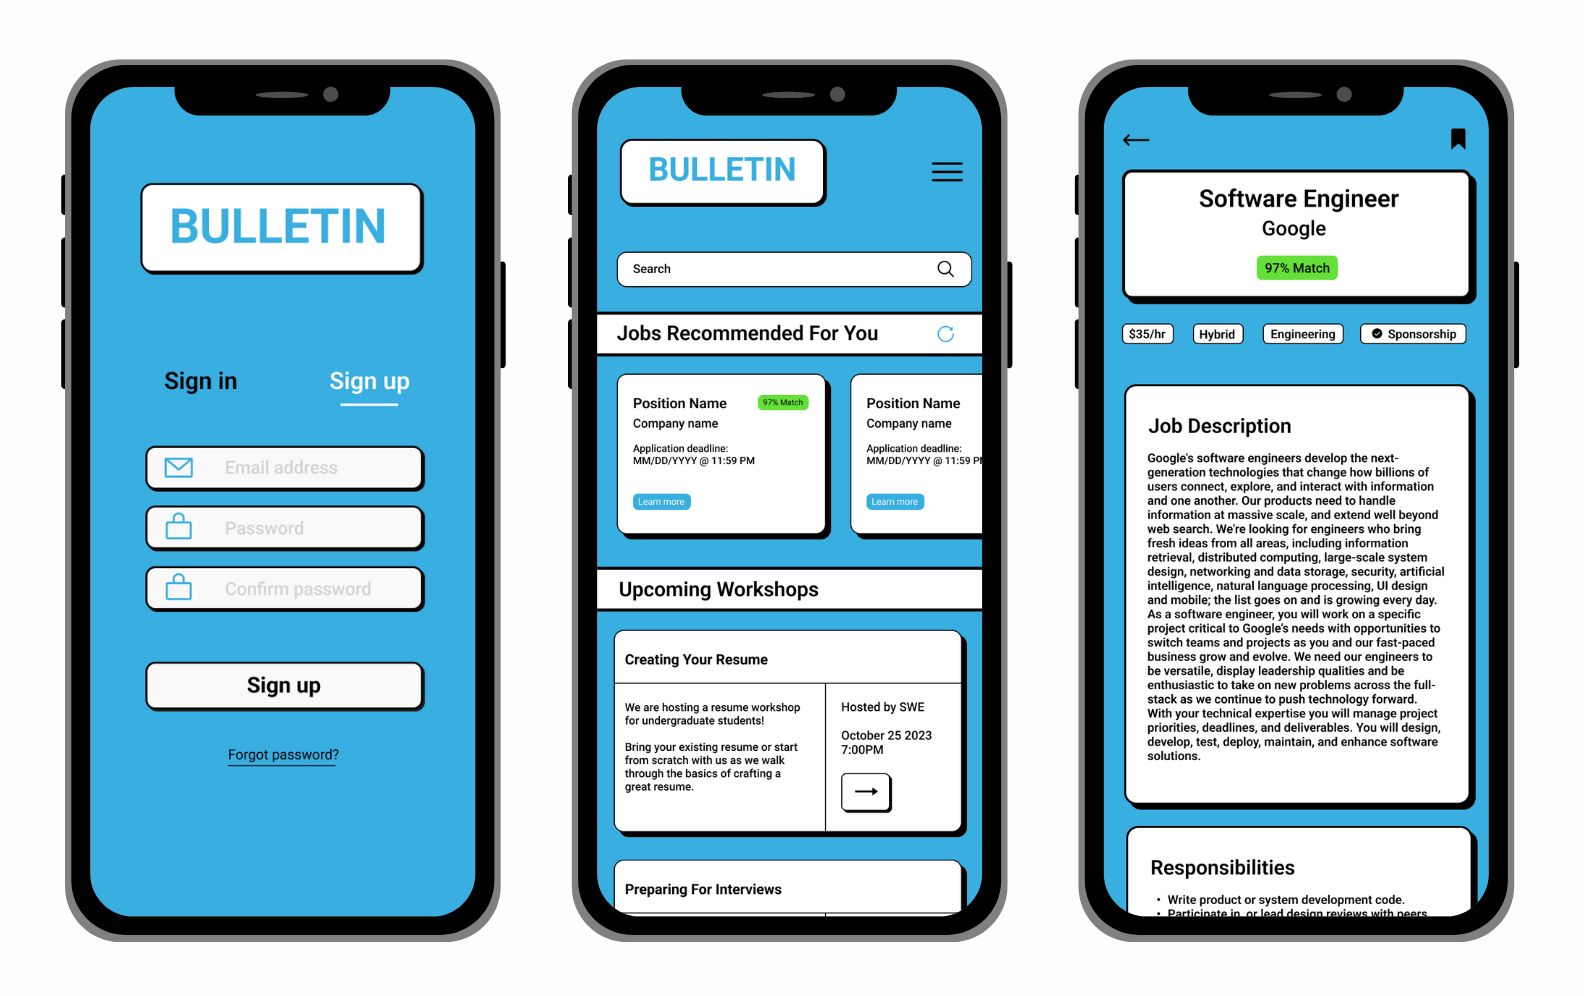 BULLETIN
Sign in
Sign up
Email address
Password
Confirm password
Sign up
Forgot password?
BULLETIN
Search
Jobs Recommended For You
Position Name
97% Match
Company name
Application deadline:
MM/DD/YYYY @ 11:59 PM
Learn more
Position Name
Company name
Application deadline:
MM/DD/YYYY @ 11:59 PM
Learn more
Upcoming Workshops
Creating Your Resume
We are hosting a resume workshop
for undergraduate students!
Bring your existing resume or start
from scratch with us as we walk
through the basics of crafting a
great resume.
Hosted by SWE
October 25 2023
7:00PM
Preparing For Interviews
Software Engineer
Google
97% Match
$35/hr
Hybrid
Engineering
Sponsorship
Job Description
Google's software engineers develop the next-
generation technologies that change how billions of
users connect, explore, and interact with information
and one another. Our products need to handle
information at massive scale, and extend well beyond
web search. We're looking for engineers who bring
fresh ideas from all areas, including information
retrieval, distributed computing, large-scale system
design, networking and data storage, security, artificial
intelligence, natural language processing, UI design
and mobile; the list goes on and is growing every day.
As a software engineer, you will work on a specific
project critical to Google's needs with opportunities to
switch teams and projects as you and our fast-paced
business grow and evolve. We need our engineers to
be versatile, display leadership qualities and be
enthusiastic to take on new problems across the full-
stack as we continue to push technology forward.
With your technical expertise you will manage project
priorities, deadlines, and deliverables. You will design,
develop, test, deploy, maintain, and enhance software
solutions.
Responsibilities
• Write product or system development code.
• Participate in, or lead design reviews with peers